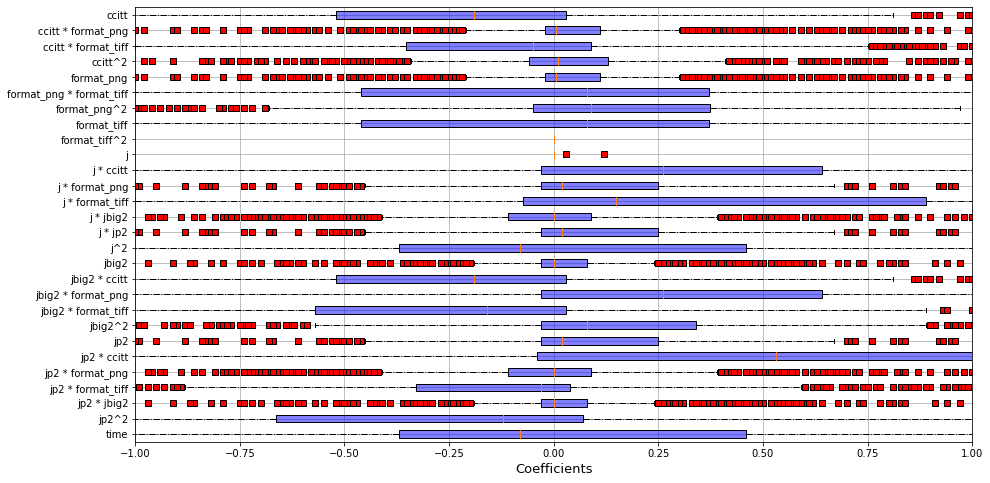 ccitt
ccitt * format_png
ccitt * format_tiff
ccitt^2
format_png
format_png * format_tiff
format_png^2
format_tiff
format_tiff^2
j
j * ccitt
j * format_png
j * format_tiff
j * jbig2
j * jp2
j^2
jbig2
jbig2 * ccitt
jbig2 * format_png
jbig2 * format_tiff
jbig2^2
jp2
jp2 * ccitt
jp2 * format_png
jp2 * format_tiff
jp2 * jbig2
jp2^2
time
−1.00 −0.75 −0.50 −0.25 0.00 0.25 0.50 0.75 1.00
Coefficients